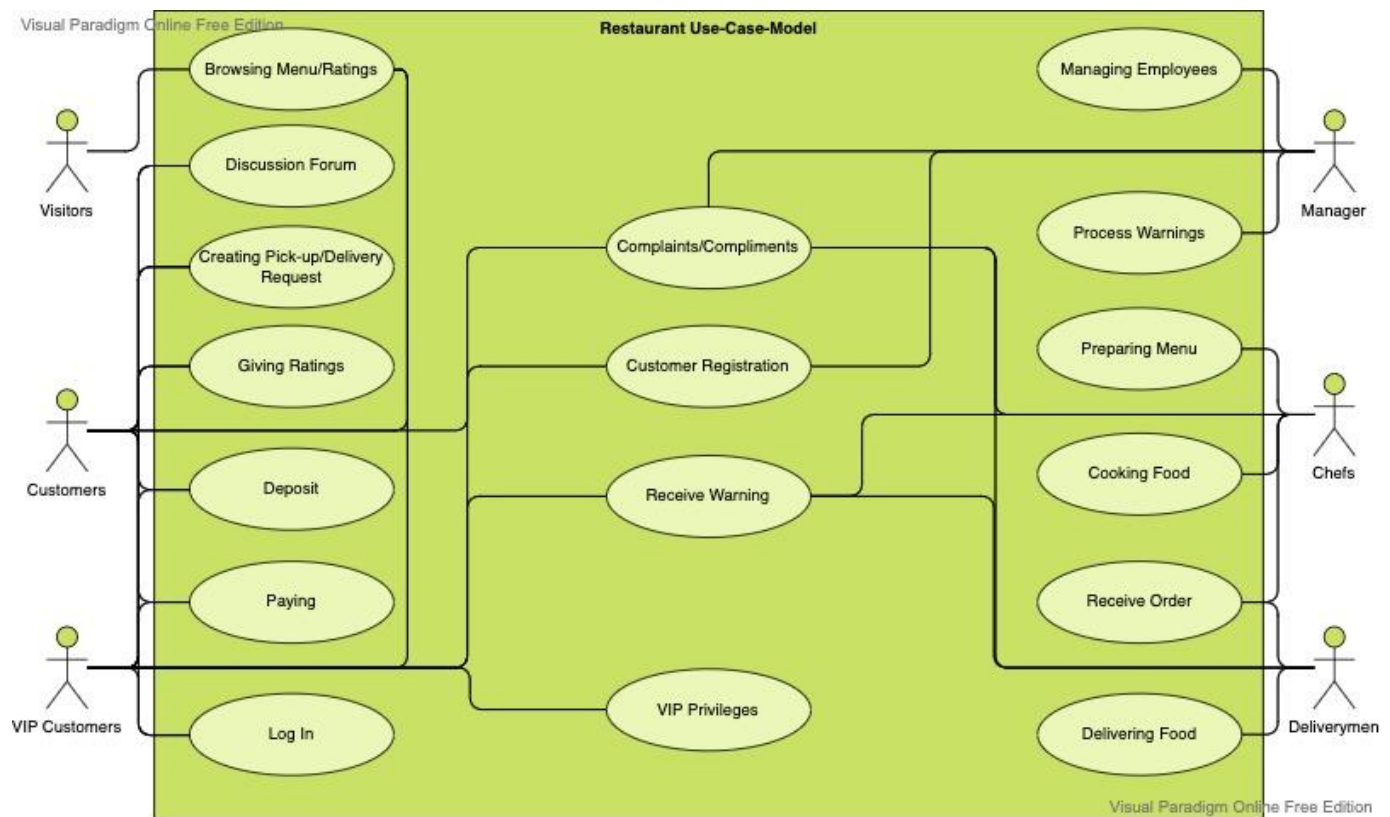 Visual Paradigm Online Free Edition
Restaurant Use-Case-Model
Browsing Menu/Ratings
Managing Employees
Discussion Forum
Visitors
Manager
Creating Pick-up/Delivery
Request
Complaints/Compliments
Process Warnings
Giving Ratings
Customer Registration
Preparing Menu
Customers
Deposit
Receive Warning
Cooking Food
Chefs
Paying
Receive Order
VIP Customers
Log In
VIP Privileges
Delivering Food
Deliverymen
Visual Paradigm Online Free Edition